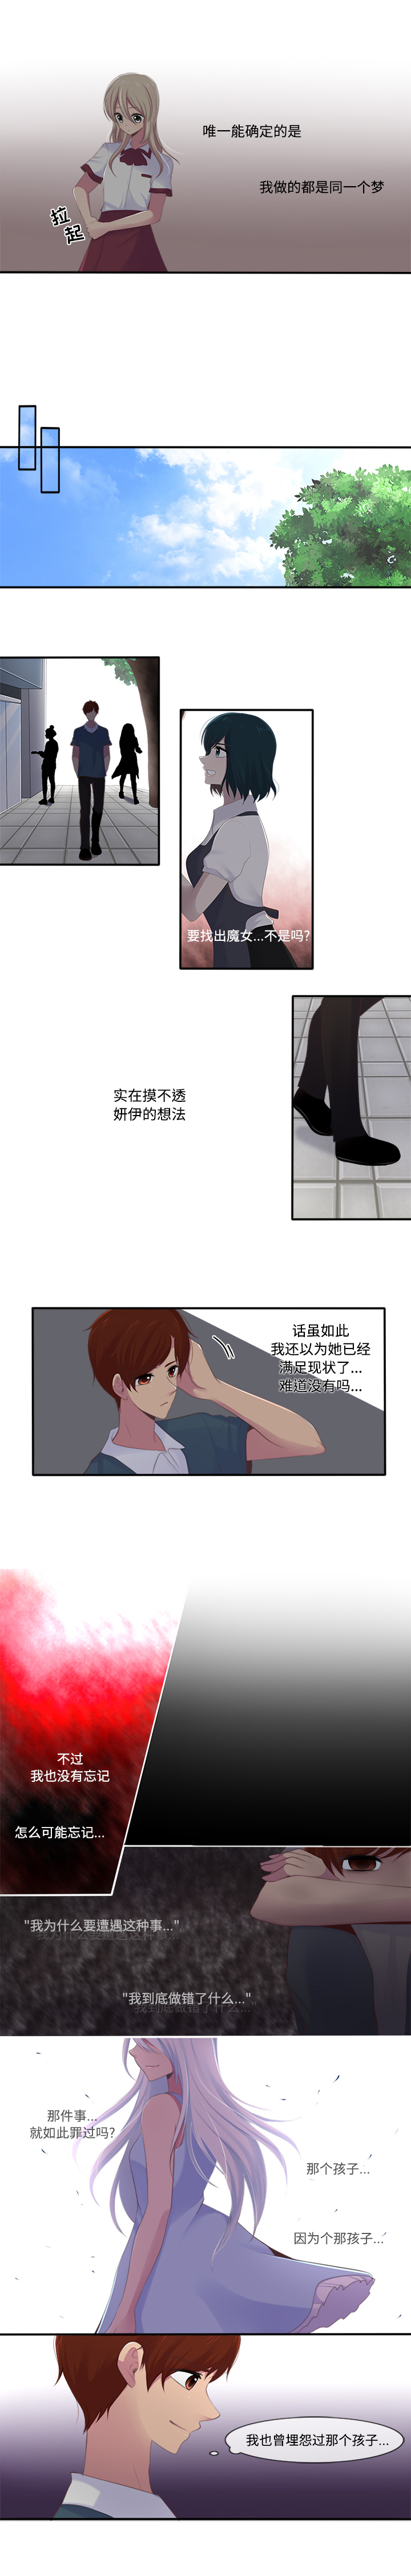 唯一能确定的是
我做的都是同一个梦
拉
起
要找出魔女...不是吗?
实在摸不透
妍伊的想法
话虽如此
我还以为她已经
满足现状了...
难道没有吗...
不过
我也没有忘记
怎么可能忘记...
"我为什么要遭遇这种事..."
"我到底做错了什么..."
那件事...
就如此罪过吗?
那个孩子...
因为个那孩子...
我也曾埋怨过那个孩子...